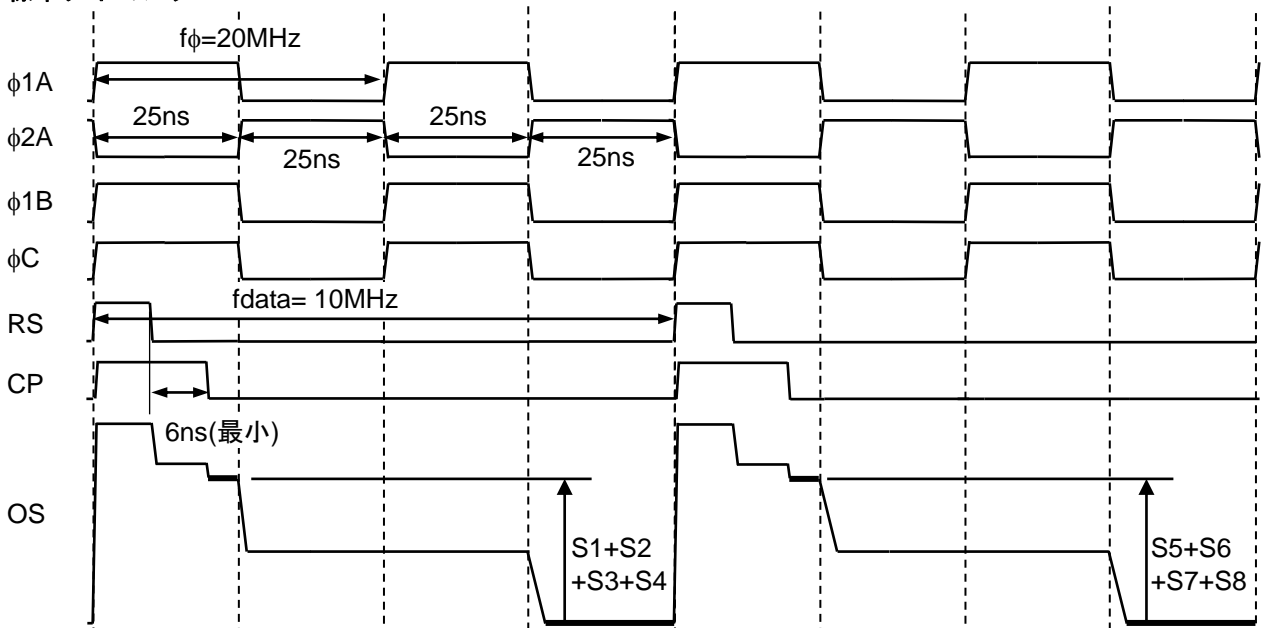 fφ=20MHz
φ1A
25ns
25ns
φ2A
25ns
25ns
φ1B
φC
fdata= 10MHz
RS
CP
6ns(最小)
OS
S1+S2
+S3+S4
S5+S6
+S7+S8